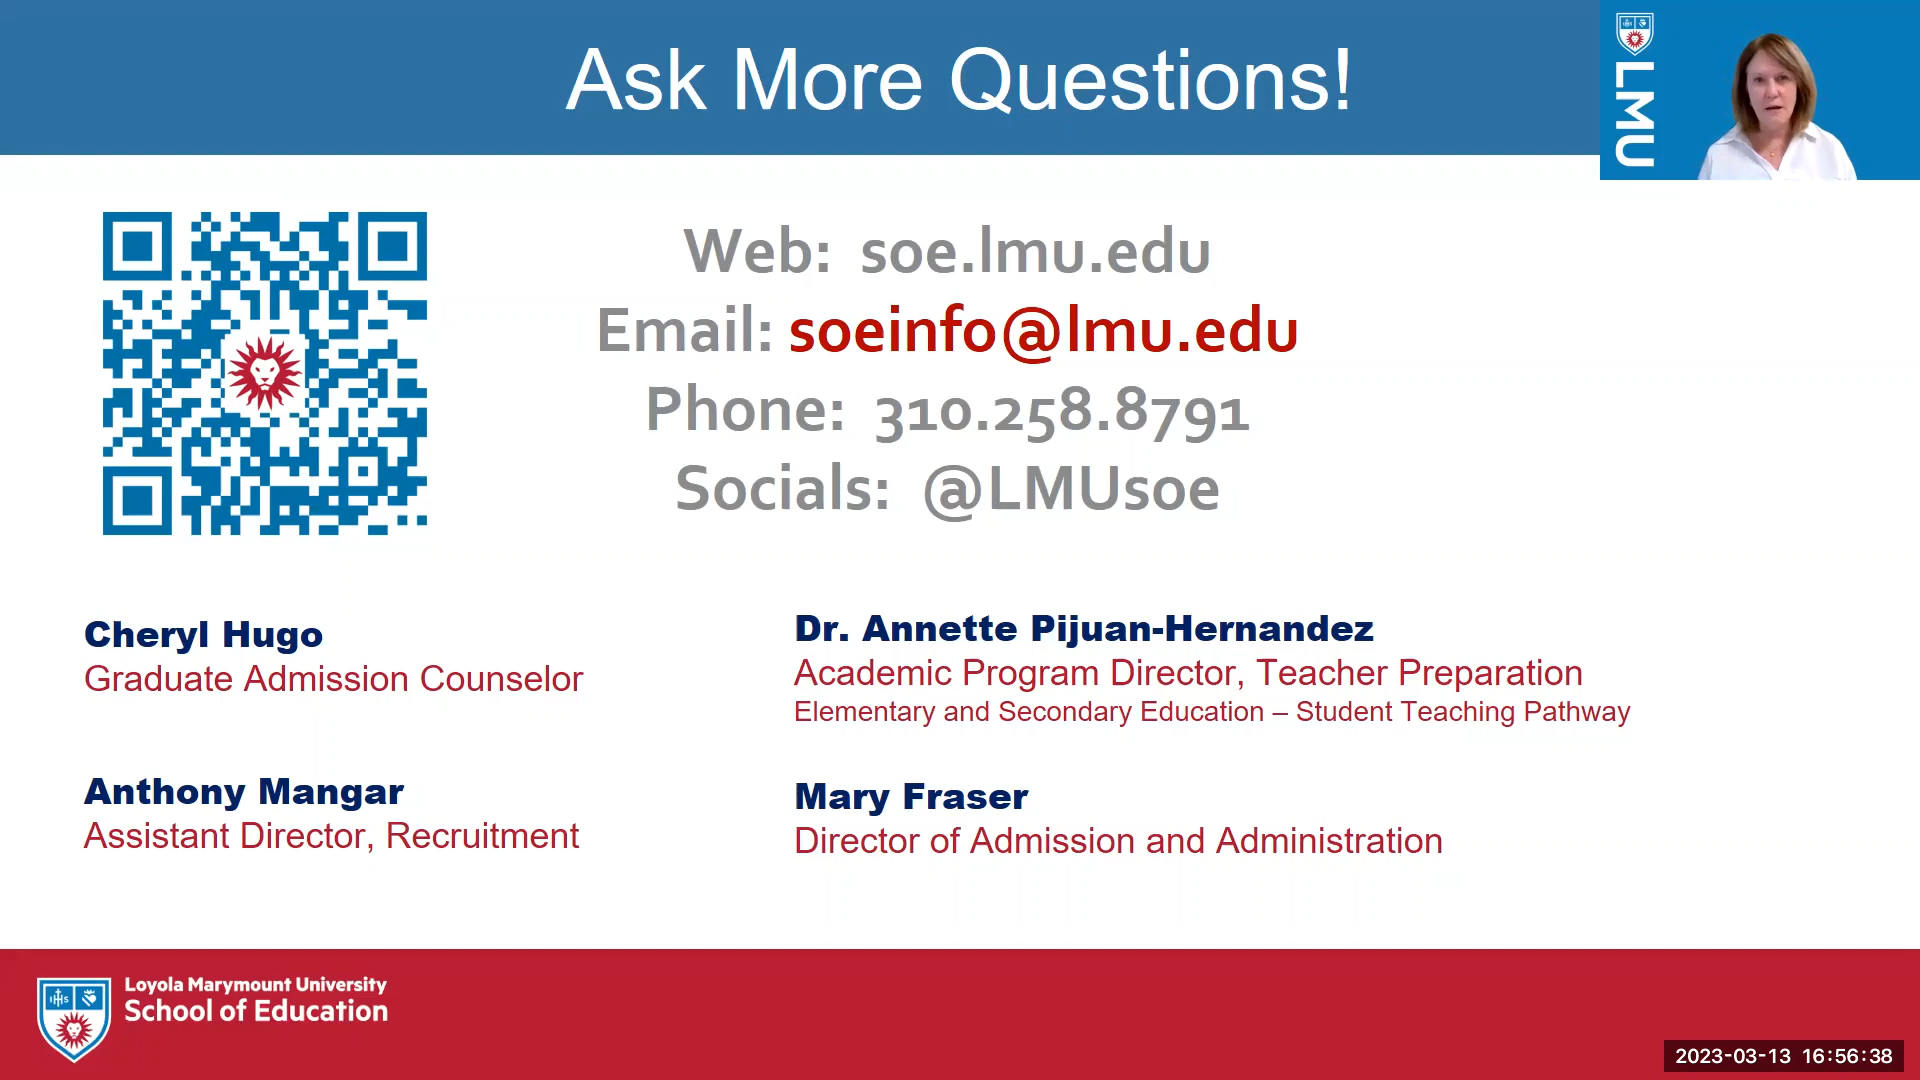 Ask More Questions!
LMU
Web: soe.lmu.edu
Email: soeinfo@lmu.edu
Phone: 310.258.8791
Socials: @LMUsoe
Cheryl Hugo
Graduate Admission Counselor
Dr. Annette Pijuan-Hernandez
Academic Program Director, Teacher Preparation
Elementary and Secondary Education – Student Teaching Pathway
Anthony Mangar
Assistant Director, Recruitment
Mary Fraser
Director of Admission and Administration
IHS
Loyola Marymount University
School of Education
2023-03-13 16:56:38